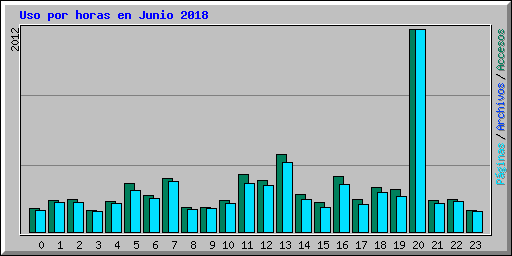 Uso por horas en Junio 2018
2012
Páginas / Archivos / Accesos
0 1 2 3 4 5 6 7 8 9 10 11 12 13 14 15 16 17 18 19 20 21 22 23